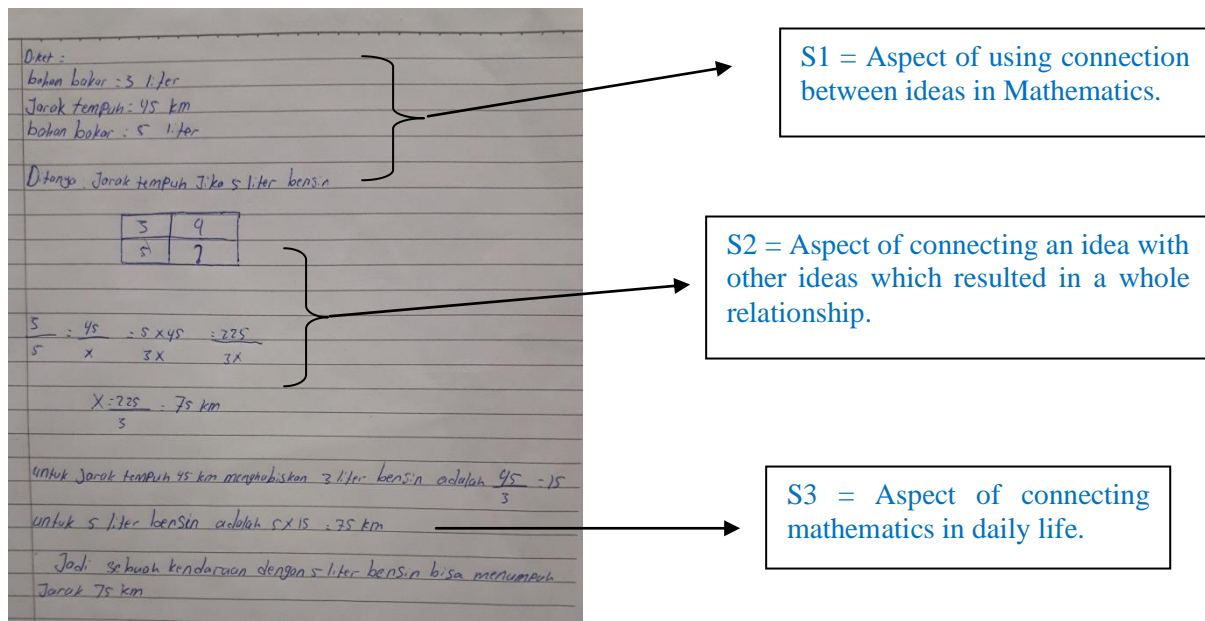 Diket :
bahan bakar : 3 liter
Jarak tempuh : 45 km
bahan bakar : 5 liter
Ditanya. Jarak tempuh Jika 5 liter bensin
3 9
5 ?
3/5 = 45/x = 5 x 45/3x = 225/3x
X = 225/3 = 75 km
untuk Jarak tempuh 45 km menghabiskan 3 liter bensin adalah 45/3 = 15
untuk 5 liter bensin adalah 5 x 15 = 75 km
Jadi sebuah kendaraan dengan 5 liter bensin bisa menumpuh
Jarak 75 km
S1 = Aspect of using connection
between ideas in Mathematics.
S2 = Aspect of connecting an idea with
other ideas which resulted in a whole
relationship.
S3 = Aspect of connecting
mathematics in daily life.